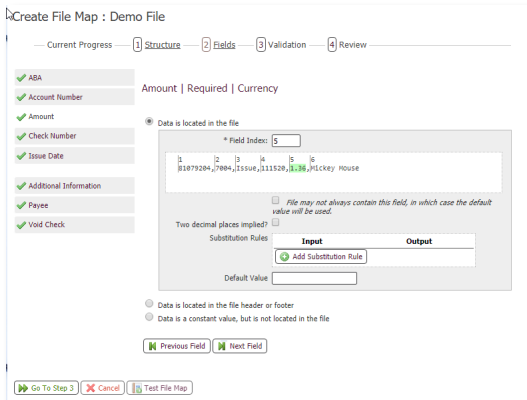 Create File Map : Demo File
Current Progress 1 Structure 2 Fields 3 Validation 4 Review
ABA
Account Number
Amount
Check Number
Issue Date
Additional Information
Payee
Void Check
Amount | Required | Currency
Data is located in the file
* Field Index: 5
1 2 3 4 5 6
81079204,7004,Issue,111520,1.36,Mickey Mouse
File may not always contain this field, in which case the default
value will be used.
Two decimal places implied?
Substitution Rules
Input Output
Add Substitution Rule
Default Value
Data is located in the file header or footer
Data is a constant value, but is not located in the file
Previous Field Next Field
Go To Step 3 Cancel Test File Map